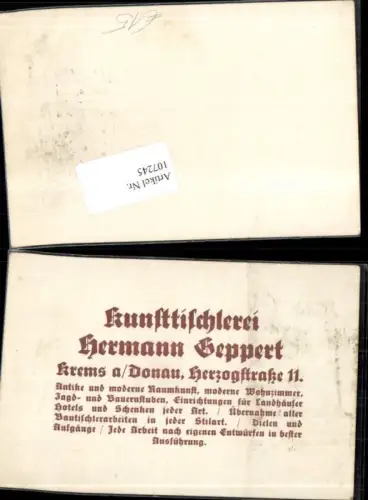 Artikel Nr.
107245
Kunsttischlerei
Hermann Geppert
Krems a/Donau, Herzogstraße 11.
Antike und moderne Raumkunst, moderne Wohnzimmer,
Jagd- und Bauernstuben, Einrichtungen für Landhäuser
Hotels und Schenken jeder Art. / Übernahme aller
Bautischlerarbeiten in jeder Stilart. / Dielen und
Aufgänge / Jede Arbeit nach eigenen Entwürfen in bester
Ausführung.